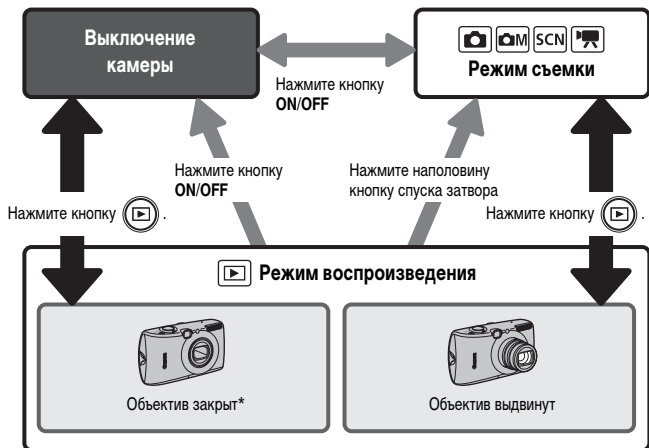 Выключение
камеры
M SCN
Режим съемки
Нажмите кнопку
ON/OFF
Нажмите кнопку
ON/OFF
Нажмите наполовину
кнопку спуска затвора
Нажмите кнопку .
Нажмите кнопку .
Режим воспроизведения
Объектив закрыт*
Объектив выдвинут